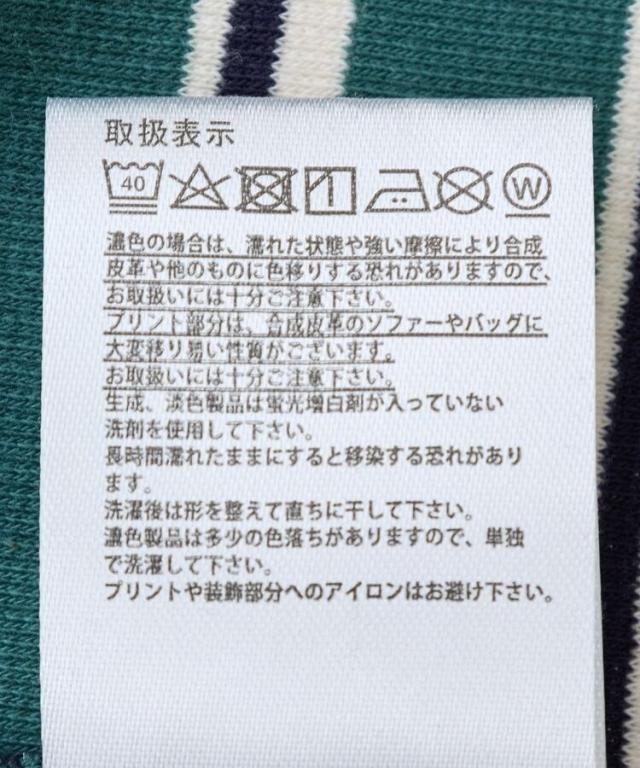 取扱表示
40
W
濃色の場合は、濡れた状態や強い摩擦により合成
皮革や他のものに色移りする恐れがありますので、
お取扱いには十分ご注意下さい。
プリント部分は、合成皮革のソファーやバッグに
大変移り易い性質がございます。
お取扱いには十分ご注意下さい。
生成、淡色製品は蛍光増白剤が入っていない
洗剤を使用して下さい。
長時間濡れたままにすると移染する恐れがあり
ます。
洗濯後は形を整えて直ちに干して下さい。
濃色製品は多少の色落ちがありますので、単独
で洗濯して下さい。
プリントや装飾部分へのアイロンはお避け下さい。